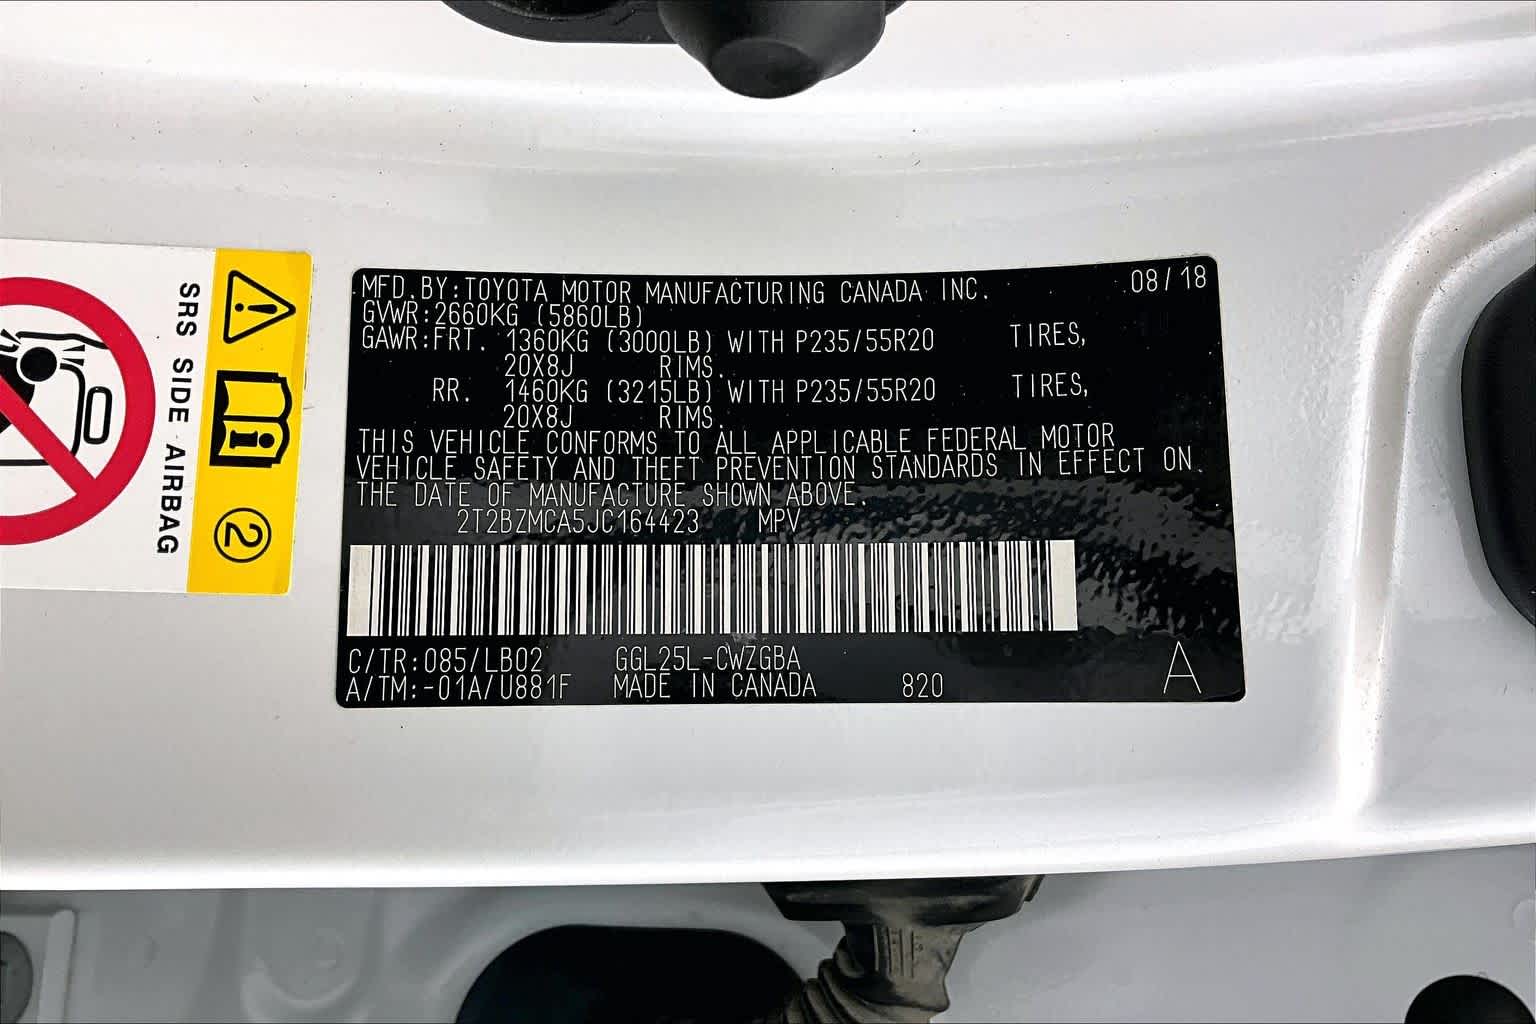 MFD. BY: TOYOTA MOTOR MANUFACTURING CANADA INC. 08/18
GVWR:2660KG (5860LB)
GAWR:FRT. 1360KG (3000LB) WITH P235/55R20 TIRES,
20X8J RIMS.
RR. 1460KG (3215LB) WITH P235/55R20 TIRES,
20X8J RIMS.
THIS VEHICLE CONFORMS TO ALL APPLICABLE FEDERAL MOTOR
VEHICLE SAFETY AND THEFT PREVENTION STANDARDS IN EFFECT ON
THE DATE OF MANUFACTURE SHOWN ABOVE.
2T2BZMCA5JC164423 MPV
C/TR:085/LB02 GGL25L-CWZGBA
A/TM:-01A/U881F MADE IN CANADA 820 A
SRS SIDE AIRBAG
2